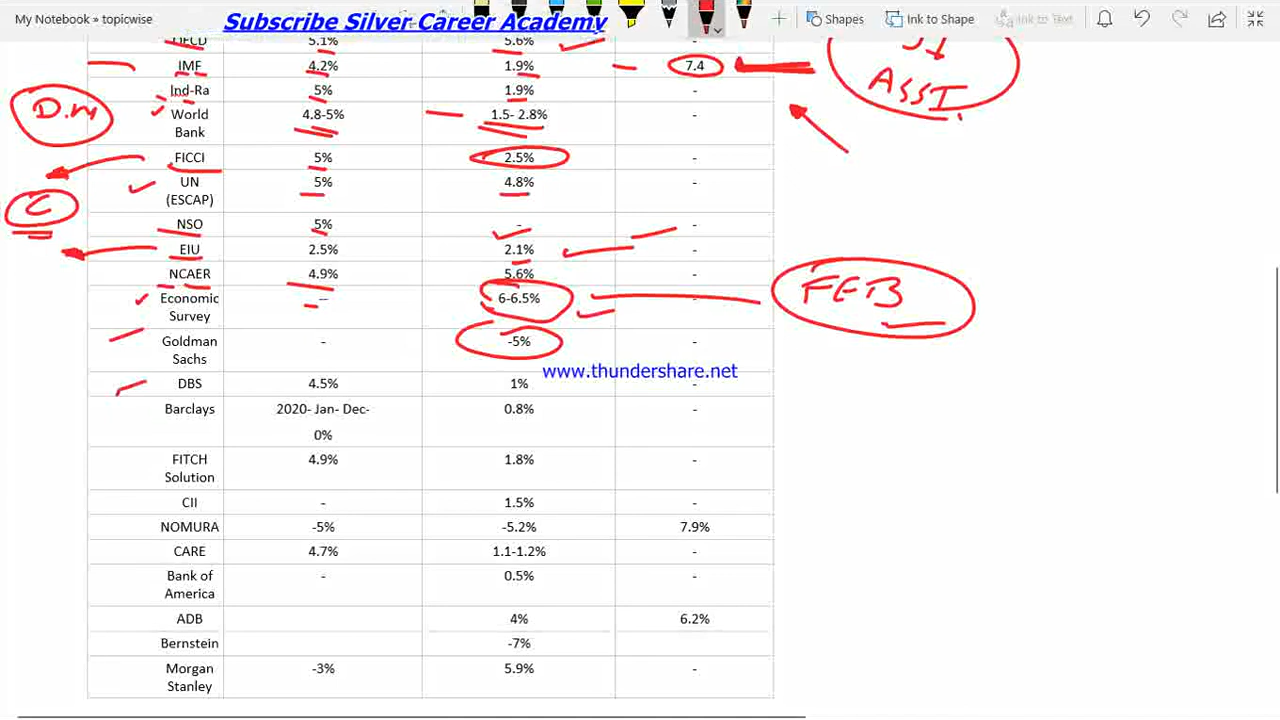 My Notebook » topicwise
Subscribe Silver Career Academy
Shapes
Ink to Shape
Ink to Text
OECD 5.1% 5.6% -
IMF 4.2% 1.9% 7.4
Ind-Ra 5% 1.9% -
World 4.8-5% 1.5- 2.8% -
Bank
FICCI 5% 2.5% -
UN 5% 4.8% -
(ESCAP)
NSO 5% - -
EIU 2.5% 2.1% -
NCAER 4.9% 5.6% -
Economic -- 6-6.5% -
Survey
Goldman - -5% -
Sachs
www.thundershare.net
DBS 4.5% 1% -
Barclays 2020- Jan- Dec- 0.8% -
0%
FITCH 4.9% 1.8% -
Solution
CII - 1.5% -
NOMURA -5% -5.2% 7.9%
CARE 4.7% 1.1-1.2% -
Bank of - 0.5% -
America
ADB 4% 6.2%
Bernstein -7%
Morgan -3% 5.9% -
Stanley
D.M
C
ASSI
FEB